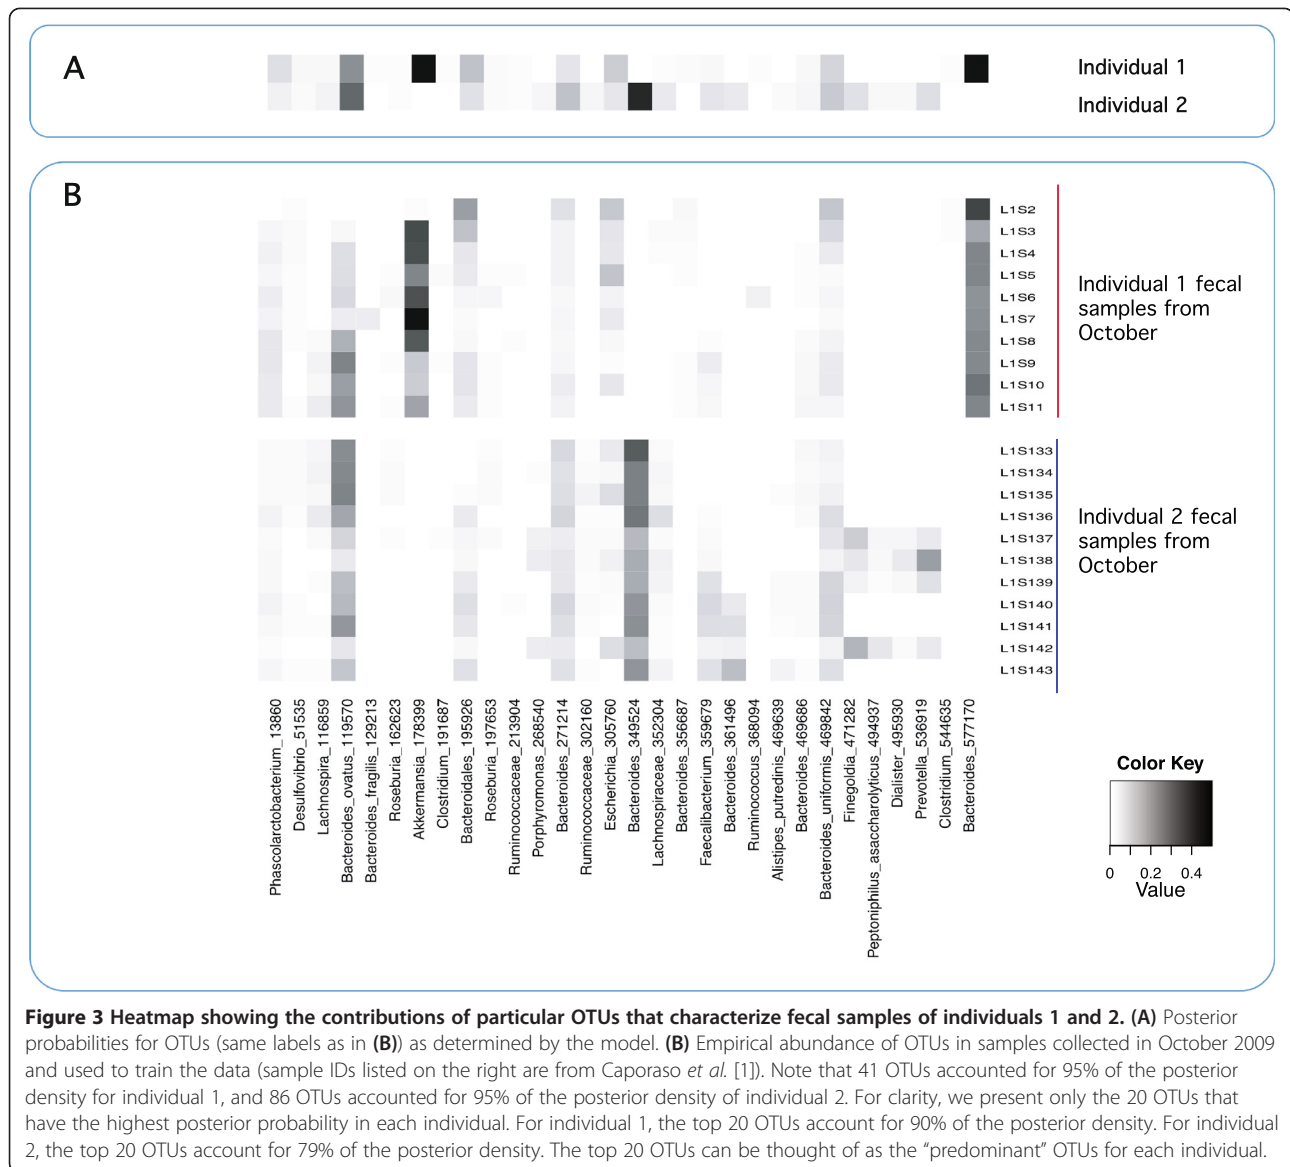 A
Individual 1
Individual 2
B
L1S2
L1S3
L1S4
L1S5
L1S6
L1S7
L1S8
L1S9
L1S10
L1S11
Individual 1 fecal
samples from
October
L1S133
L1S134
L1S135
L1S136
L1S137
L1S138
L1S139
L1S140
L1S141
L1S142
L1S143
Indivdual 2 fecal
samples from
October
Phascolarctobacterium_133860
Desulfovibrio_51535
Lachnospira_116859
Bacteroides_ovatus_119570
Bacteroides_fragilis_129213
Roseburia_162623
Akkermansia_178399
Clostridium_191687
Bacteroidales_195926
Roseburia_197653
Ruminococcaceae_213904
Porphyromonas_268540
Bacteroides_271214
Ruminococcaceae_302160
Escherichia_305760
Bacteroides_349524
Lachnospiraceae_352304
Bacteroides_356687
Faecalibacterium_359679
Bacteroides_361496
Ruminococcus_368094
Alistipes_putredinis_469639
Bacteroides_469686
Bacteroides_uniformis_469842
Finegoldia_471282
Peptoniphilus_asaccharolyticus_494937
Dialister_495930
Prevotella_536919
Clostridium_544635
Bacteroides_577170
Color Key
0 0.2 0.4
Value
Figure 3 Heatmap showing the contributions of particular OTUs that characterize fecal samples of individuals 1 and 2. (A) Posterior
probabilities for OTUs (same labels as in (B)) as determined by the model. (B) Empirical abundance of OTUs in samples collected in October 2009
and used to train the data (sample IDs listed on the right are from Caporaso et al. [1]). Note that 41 OTUs accounted for 95% of the posterior
density for individual 1, and 86 OTUs accounted for 95% of the posterior density of individual 2. For clarity, we present only the 20 OTUs that
have the highest posterior probability in each individual. For individual 1, the top 20 OTUs account for 90% of the posterior density. For individual
2, the top 20 OTUs account for 79% of the posterior density. The top 20 OTUs can be thought of as the “predominant” OTUs for each individual.